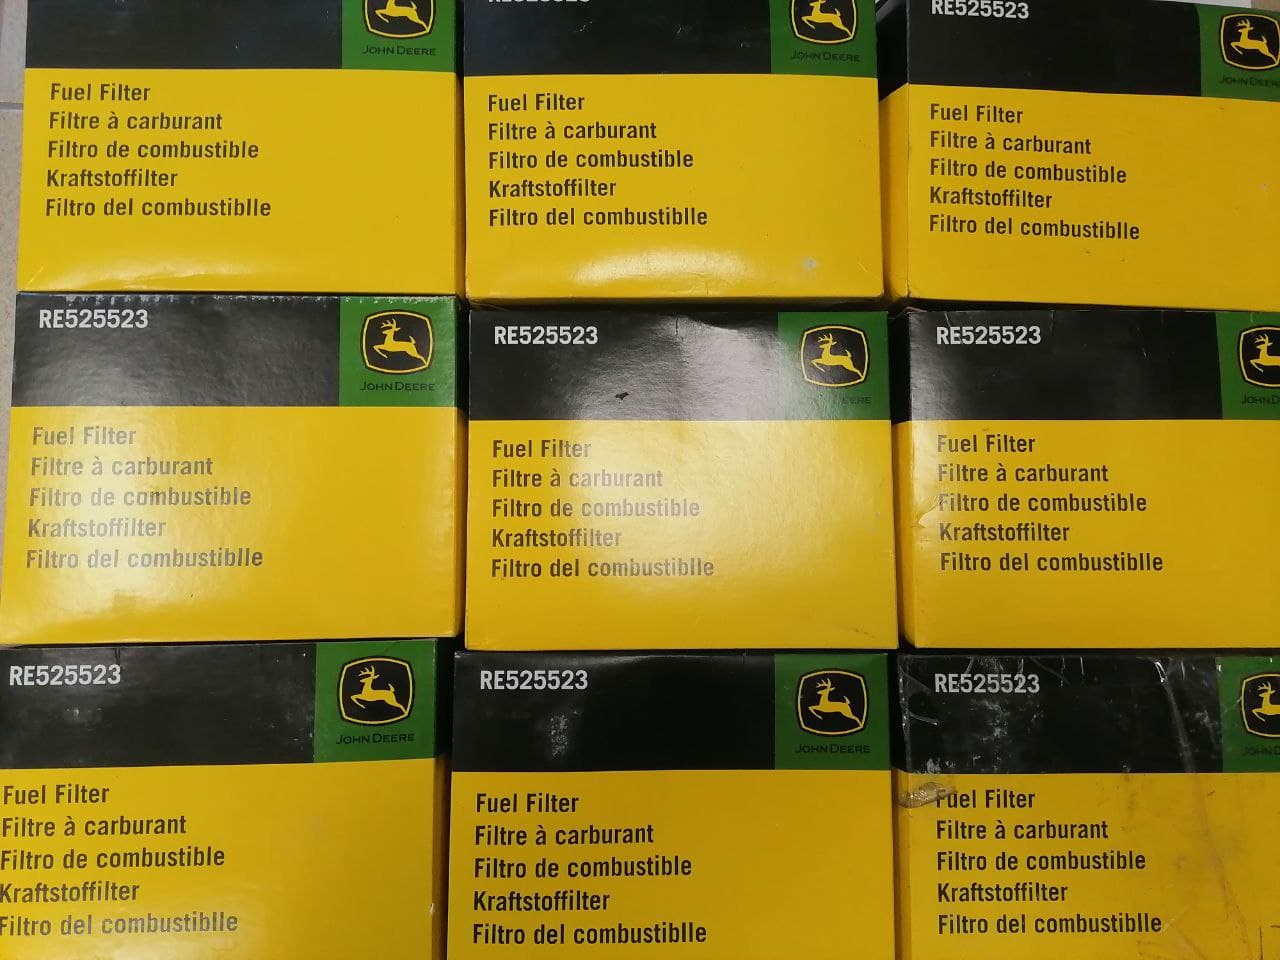 JOHN DEERE
Fuel Filter
Filtre à carburant
Filtro de combustible
Kraftstoffilter
Filtro del combustiblle
JOHN DEERE
Fuel Filter
Filtre à carburant
Filtro de combustible
Kraftstoffilter
Filtro del combustiblle
RE525523
JOHN DEERE
Fuel Filter
Filtre à carburant
Filtro de combustible
Kraftstoffilter
Filtro del combustiblle
RE525523
JOHN DEERE
Fuel Filter
Filtre à carburant
Filtro de combustible
Kraftstoffilter
Filtro del combustiblle
RE525523
Fuel Filter
Filtre à carburant
Filtro de combustible
Kraftstoffilter
Filtro del combustiblle
RE525523
JOHN D
Fuel Filter
Filtre à carburant
Filtro de combustible
Kraftstoffilter
Filtro del combustiblle
RE525523
JOHN DEERE
Fuel Filter
Filtre à carburant
Filtro de combustible
Kraftstoffilter
Filtro del combustiblle
RE525523
JOHN DEERE
Fuel Filter
Filtre à carburant
Filtro de combustible
Kraftstoffilter
Filtro del combustiblle
RE525523
JOHN D
Fuel Filter
Filtre à carburant
Filtro de combustible
Kraftstoffilter
Filtro del combustiblle